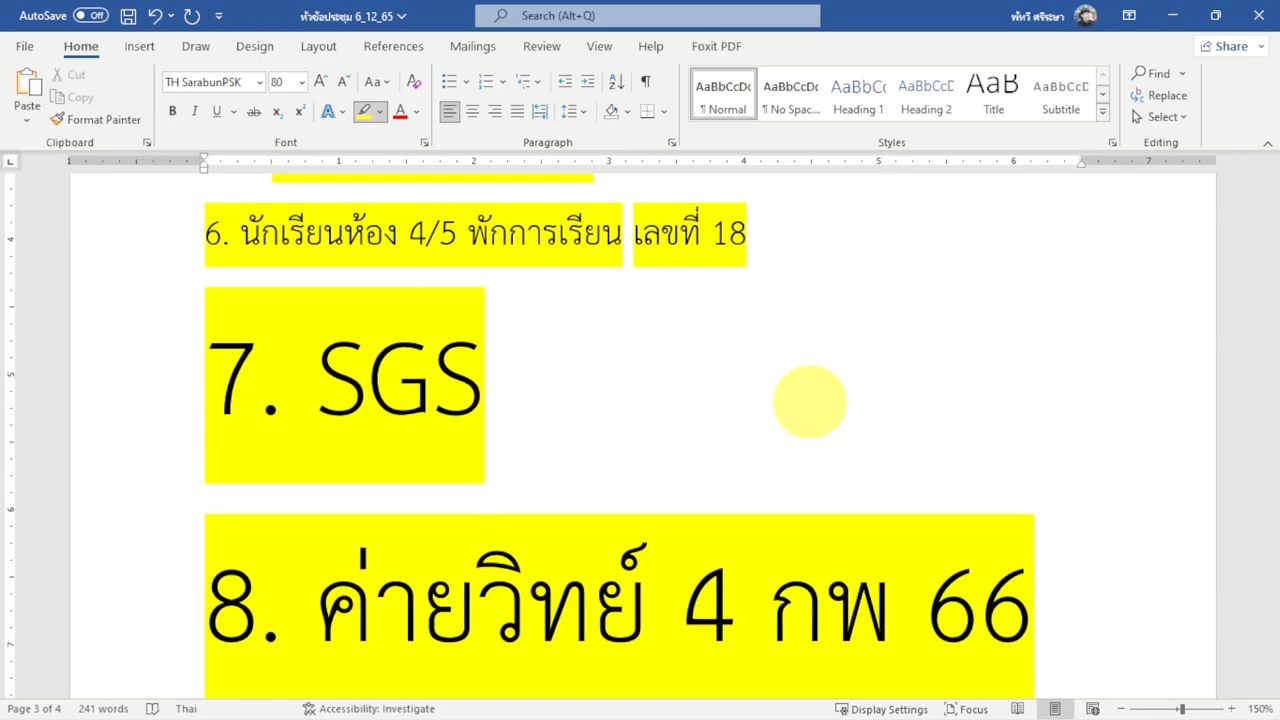 AutoSave Off หัวข้อประชุม 6_12_65 Search (Alt+Q) พัทวี ศรีระษา
File Home Insert Draw Design Layout References Mailings Review View Help Foxit PDF Share
Paste Cut Copy Format Painter Clipboard
TH SarabunPSK 80 Font
Paragraph
AaBbCcDc ¶ Normal AaBbCcDc ¶ No Spac... AaBbCc Heading 1 AaBbCcC Heading 2 AaB Title AaBbCcC Subtitle Styles
Find Replace Select Editing
6. นักเรียนห้อง 4/5 พักการเรียน เลขที่ 18
7. SGS
8. ค่ายวิทย์ 4 กพ 66
Page 3 of 4 241 words Thai Accessibility: Investigate Display Settings Focus 150%